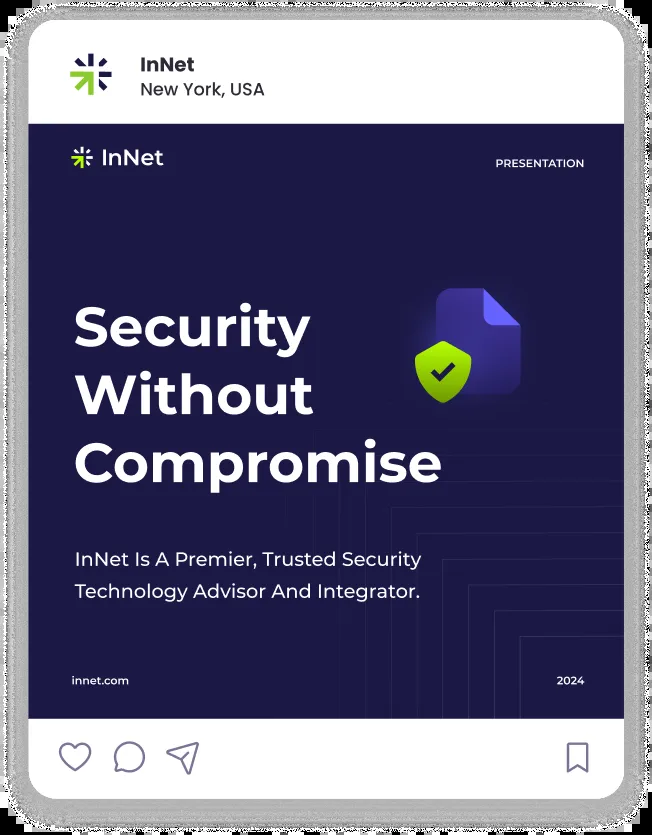 InNet
New York, USA
InNet
PRESENTATION
Security
Without
Compromise
InNet Is A Premier, Trusted Security
Technology Advisor And Integrator.
innet.com
2024